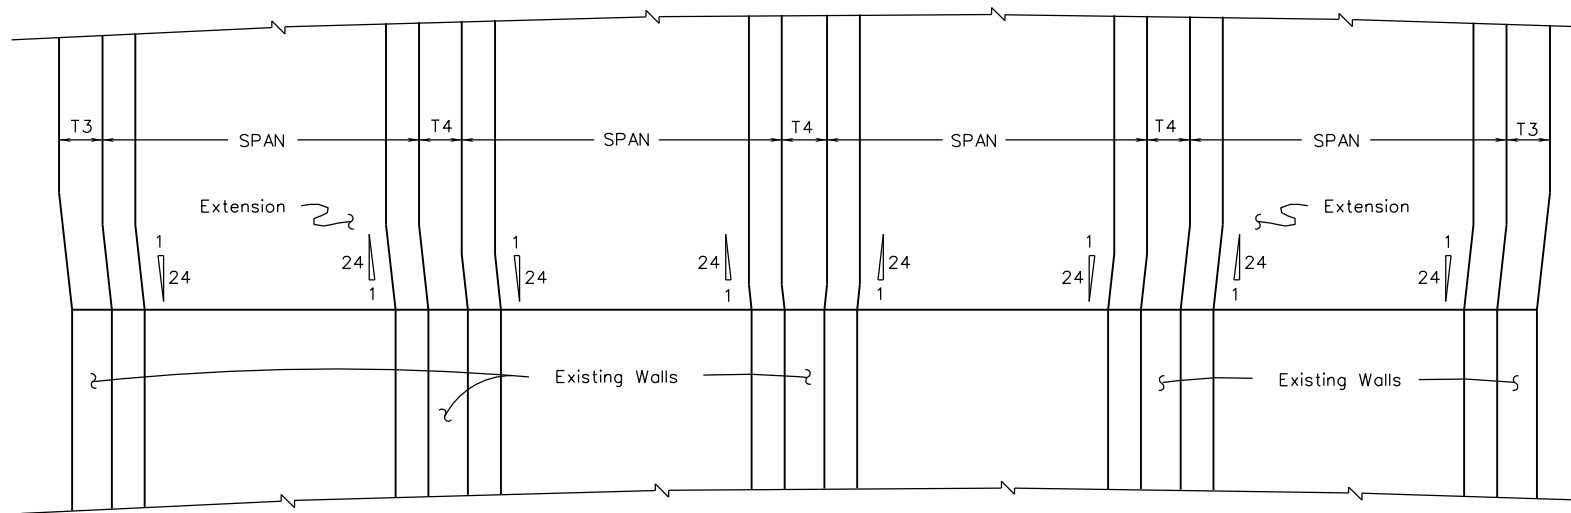 T3 SPAN T4 SPAN T4 SPAN T4 SPAN T3
Extension Extension
1 24 24 1 1 24 24 1 24 1 1 24 24 1 1 24
Existing Walls Existing Walls